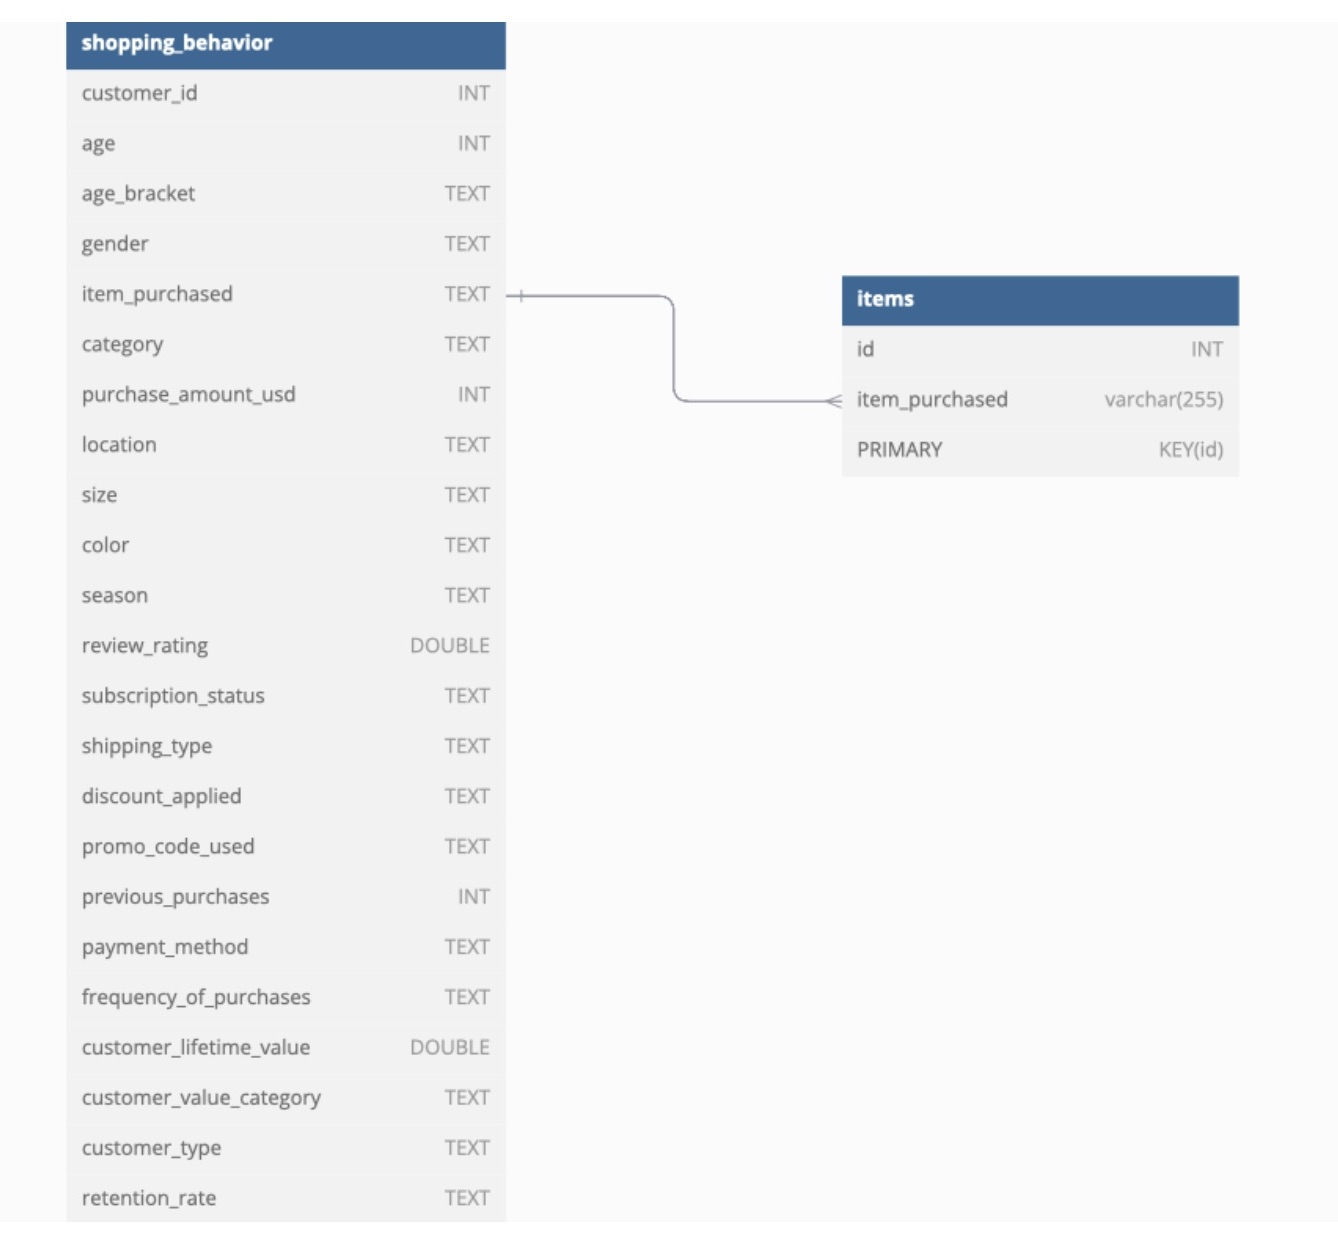 shopping_behavior
customer_id INT
age INT
age_bracket TEXT
gender TEXT
item_purchased TEXT
category TEXT
purchase_amount_usd INT
location TEXT
size TEXT
color TEXT
season TEXT
review_rating DOUBLE
subscription_status TEXT
shipping_type TEXT
discount_applied TEXT
promo_code_used TEXT
previous_purchases INT
payment_method TEXT
frequency_of_purchases TEXT
customer_lifetime_value DOUBLE
customer_value_category TEXT
customer_type TEXT
retention_rate TEXT
items
id INT
item_purchased varchar(255)
PRIMARY KEY(id)